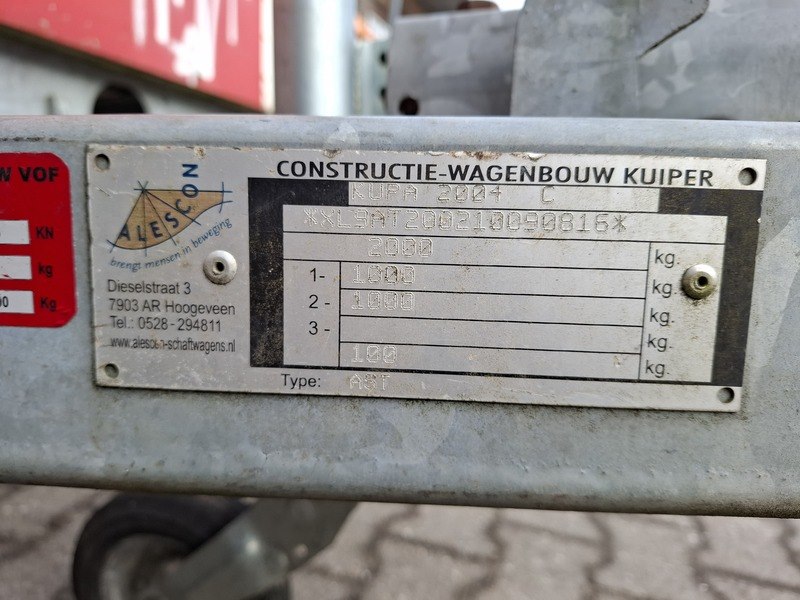 CONSTRUCTIE-WAGENBOUW KUIPER
KUPA 2004 C
*XL9AT200210090816*
2000 kg.
1- 1000 kg.
2 - 1000 kg.
3 - kg.
100 kg.
Type: AST
ALESCON
brengt mensen in beweging
Dieselstraat 3
7903 AR Hoogeveen
Tel.: 0528 - 294811
www.alescon-schaftwagens.nl
VOF
KN
kg
Kg